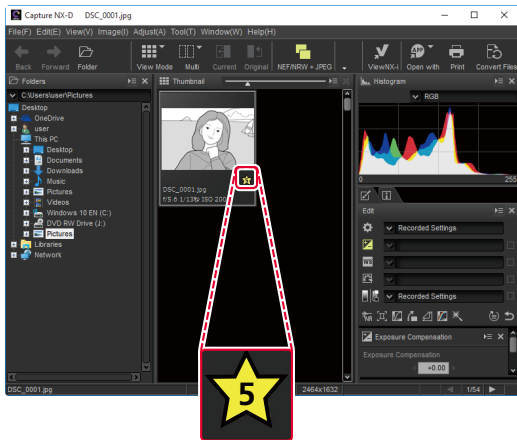 Capture NX-D DSC_0001.jpg
File(F) Edit(E) View(V) Image(I) Adjust(A) Tool(T) Window(W) Help(H)
Back Forward Folder View Mode Multi Current Original NEF/NRW + JPEG ViewNX-i Open with Print Convert Files
Folders
Thumbnail
Histogram
C:\Users\user\Pictures
Desktop
OneDrive
user
This PC
Desktop
Documents
Downloads
Music
Pictures
Videos
Windows 10 EN (C:)
DVD RW Drive (J:)
Pictures
Libraries
Network
DSC_0001.jpg
RGB
0 255
Edit
Recorded Settings
WB
Recorded Settings
Exposure Compensation
Exposure Compensation
+0.00
5
DSC_0001.jpg
2464x1632
1/54